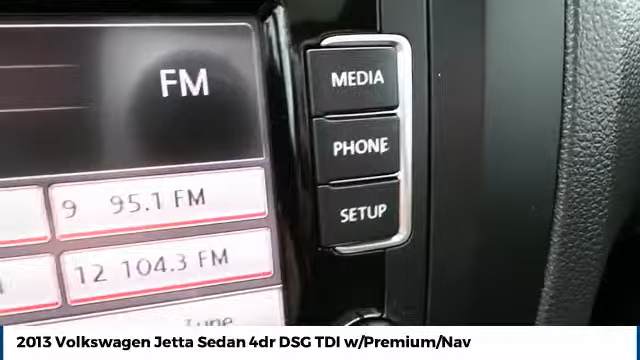 FM
MEDIA
PHONE
SETUP
9 95.1 FM
12 104.3 FM
Tune
2013 Volkswagen Jetta Sedan 4dr DSG TDI w/Premium/Nav